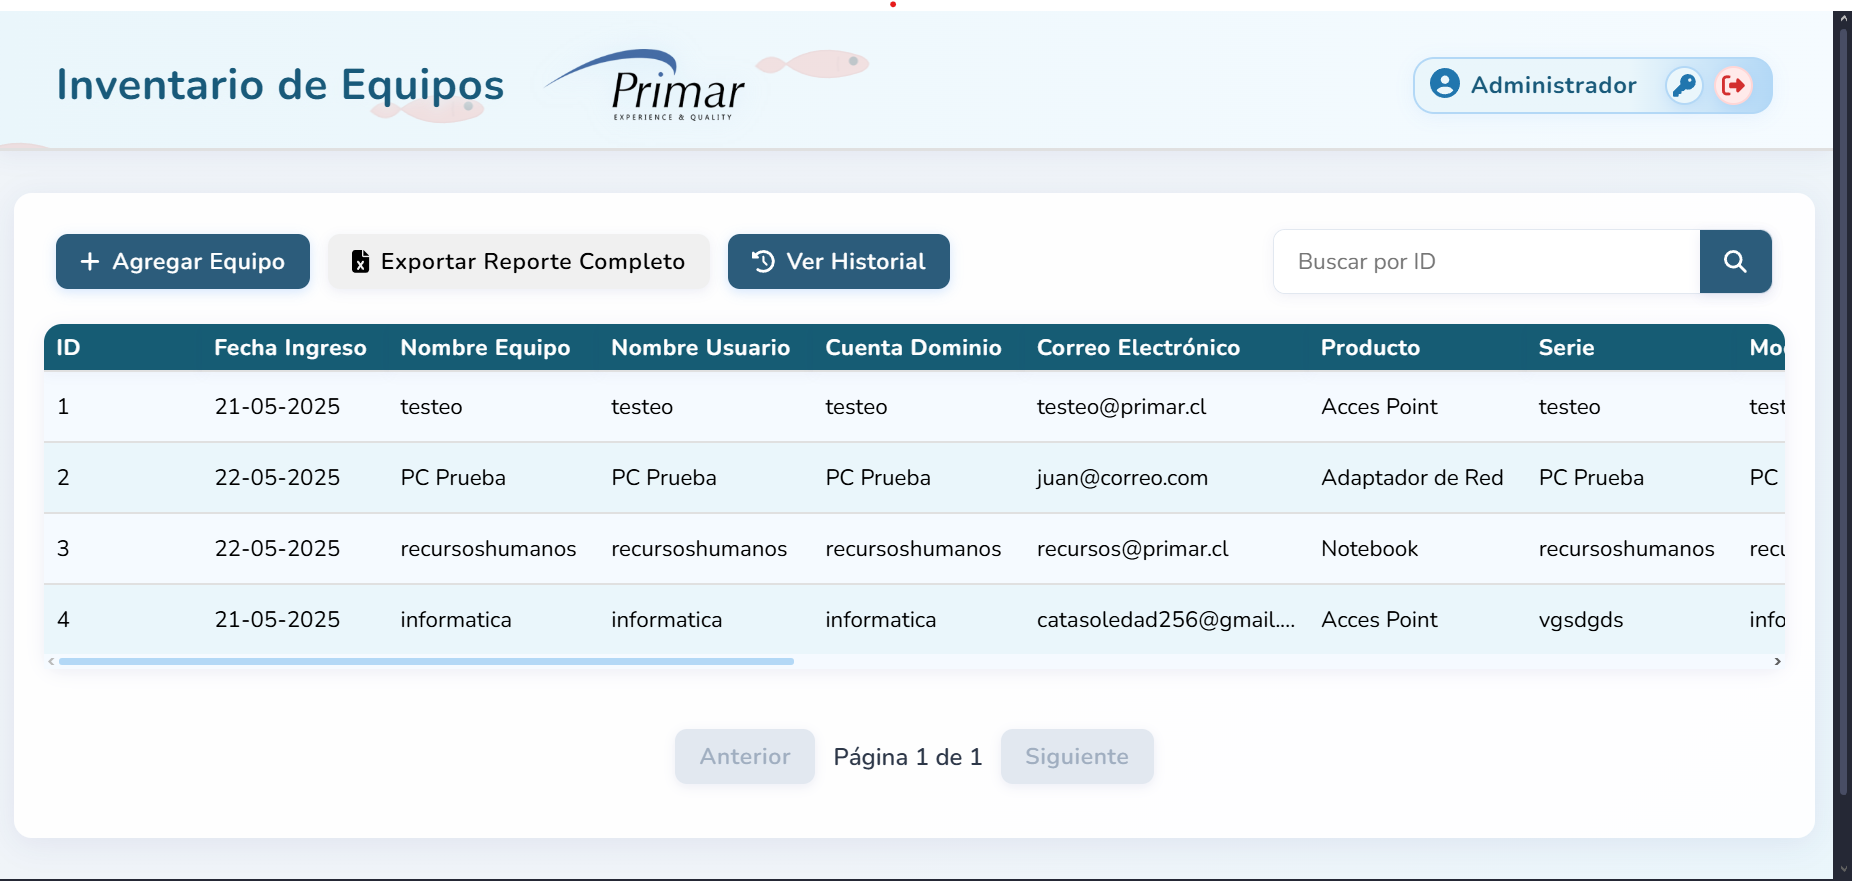 Inventario de Equipos
Primar
EXPERIENCE & QUALITY
Administrador
Agregar Equipo
Exportar Reporte Completo
Ver Historial
Buscar por ID
ID Fecha Ingreso Nombre Equipo Nombre Usuario Cuenta Dominio Correo Electrónico Producto Serie Mo
1 21-05-2025 testeo testeo testeo testeo@primar.cl Acces Point testeo test
2 22-05-2025 PC Prueba PC Prueba PC Prueba juan@correo.com Adaptador de Red PC Prueba PC
3 22-05-2025 recursoshumanos recursoshumanos recursoshumanos recursos@primar.cl Notebook recursoshumanos recu
4 21-05-2025 informatica informatica informatica catasoledad256@gmail.... Acces Point vgsdgds info
Anterior Página 1 de 1 Siguiente